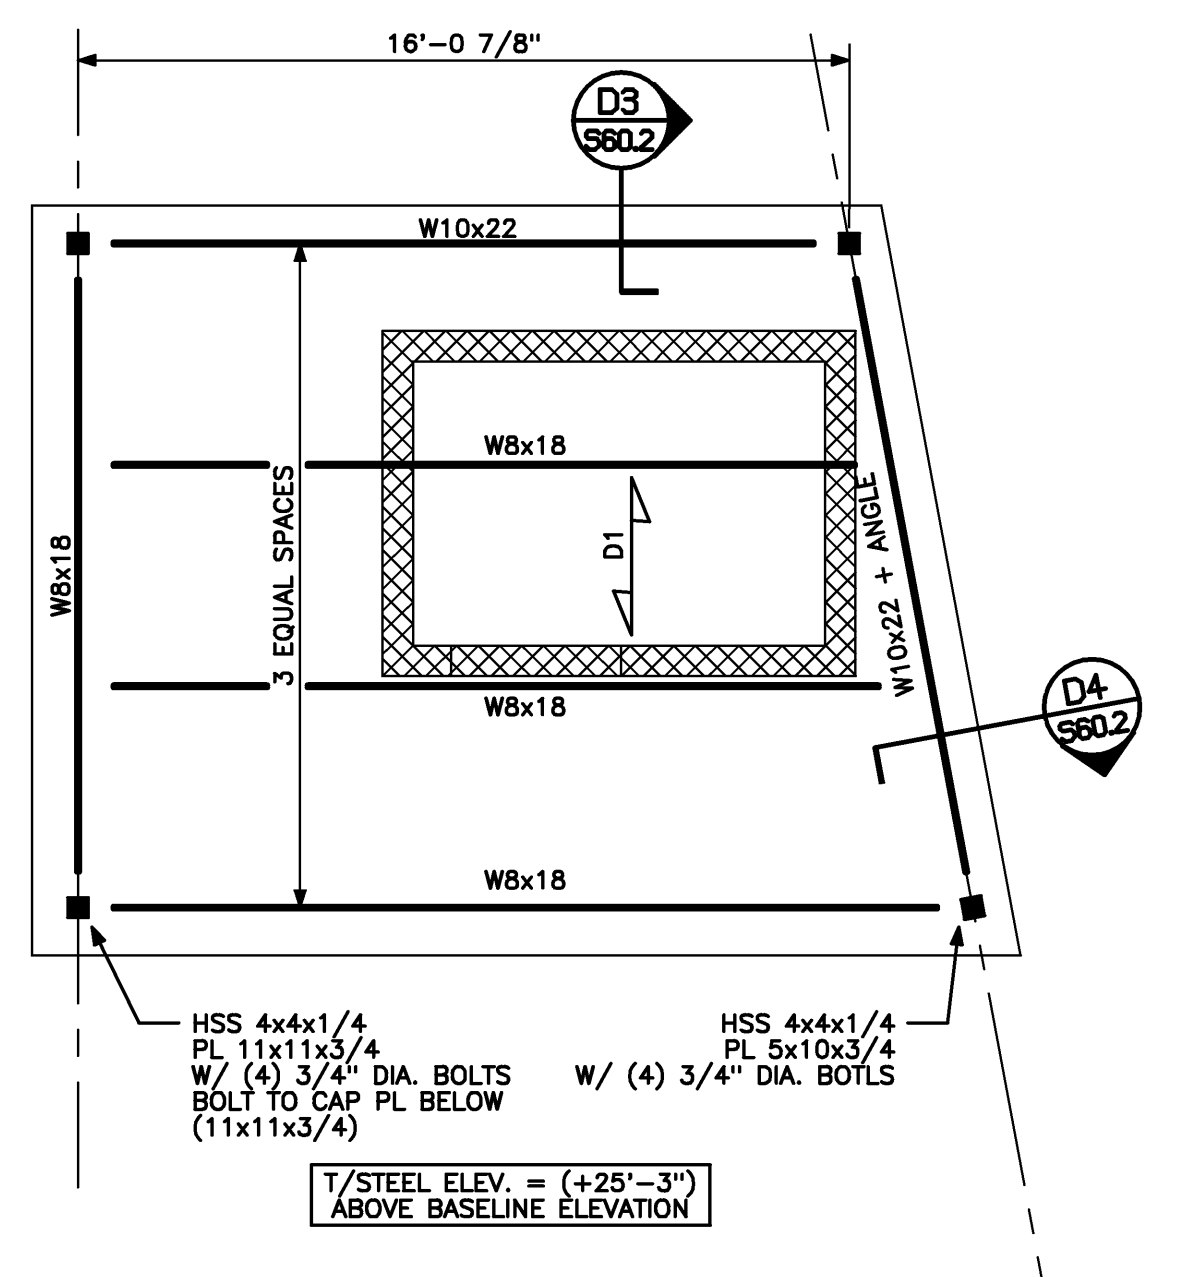 16'-0 7/8"
D3
S60.2
W10x22
W8x18
3 EQUAL SPACES
W8x18
D1
W10x22 + ANGLE
W8x18
D4
S60.2
W8x18
HSS 4x4x1/4
PL 11x11x3/4
W/ (4) 3/4" DIA. BOLTS
BOLT TO CAP PL BELOW
(11x11x3/4)
HSS 4x4x1/4
PL 5x10x3/4
W/ (4) 3/4" DIA. BOTLS
T/STEEL ELEV. = (+25'-3")
ABOVE BASELINE ELEVATION